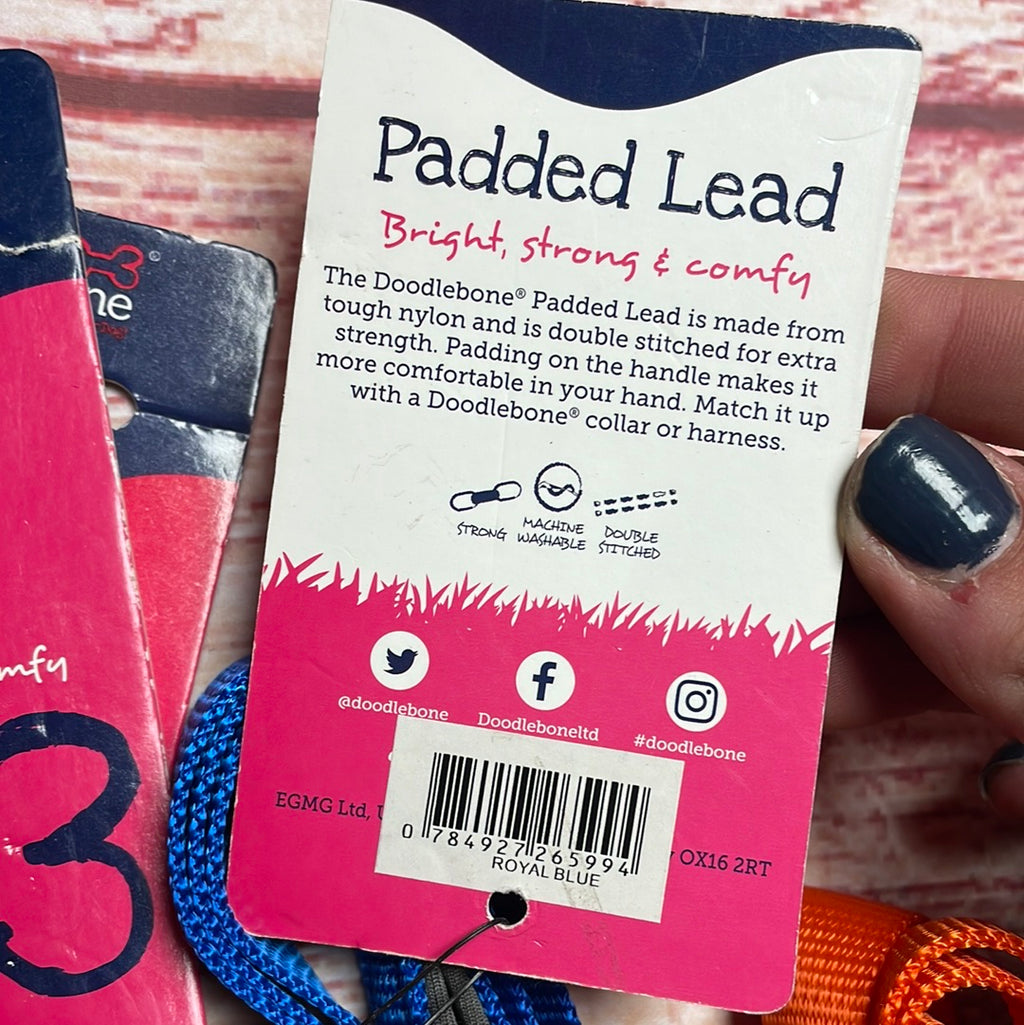 Padded Lead
Bright, strong & comfy
The Doodlebone® Padded Lead is made from
tough nylon and is double stitched for extra
strength. Padding on the handle makes it
more comfortable in your hand. Match it up
with a Doodlebone® collar or harness.
STRONG
MACHINE
WASHABLE
DOUBLE
STITCHED
@doodlebone
Doodleboneltd
#doodlebone
EGMG Ltd,
OX16 2RT
0 784927 265994
ROYAL BLUE
ne
®
mfy
3